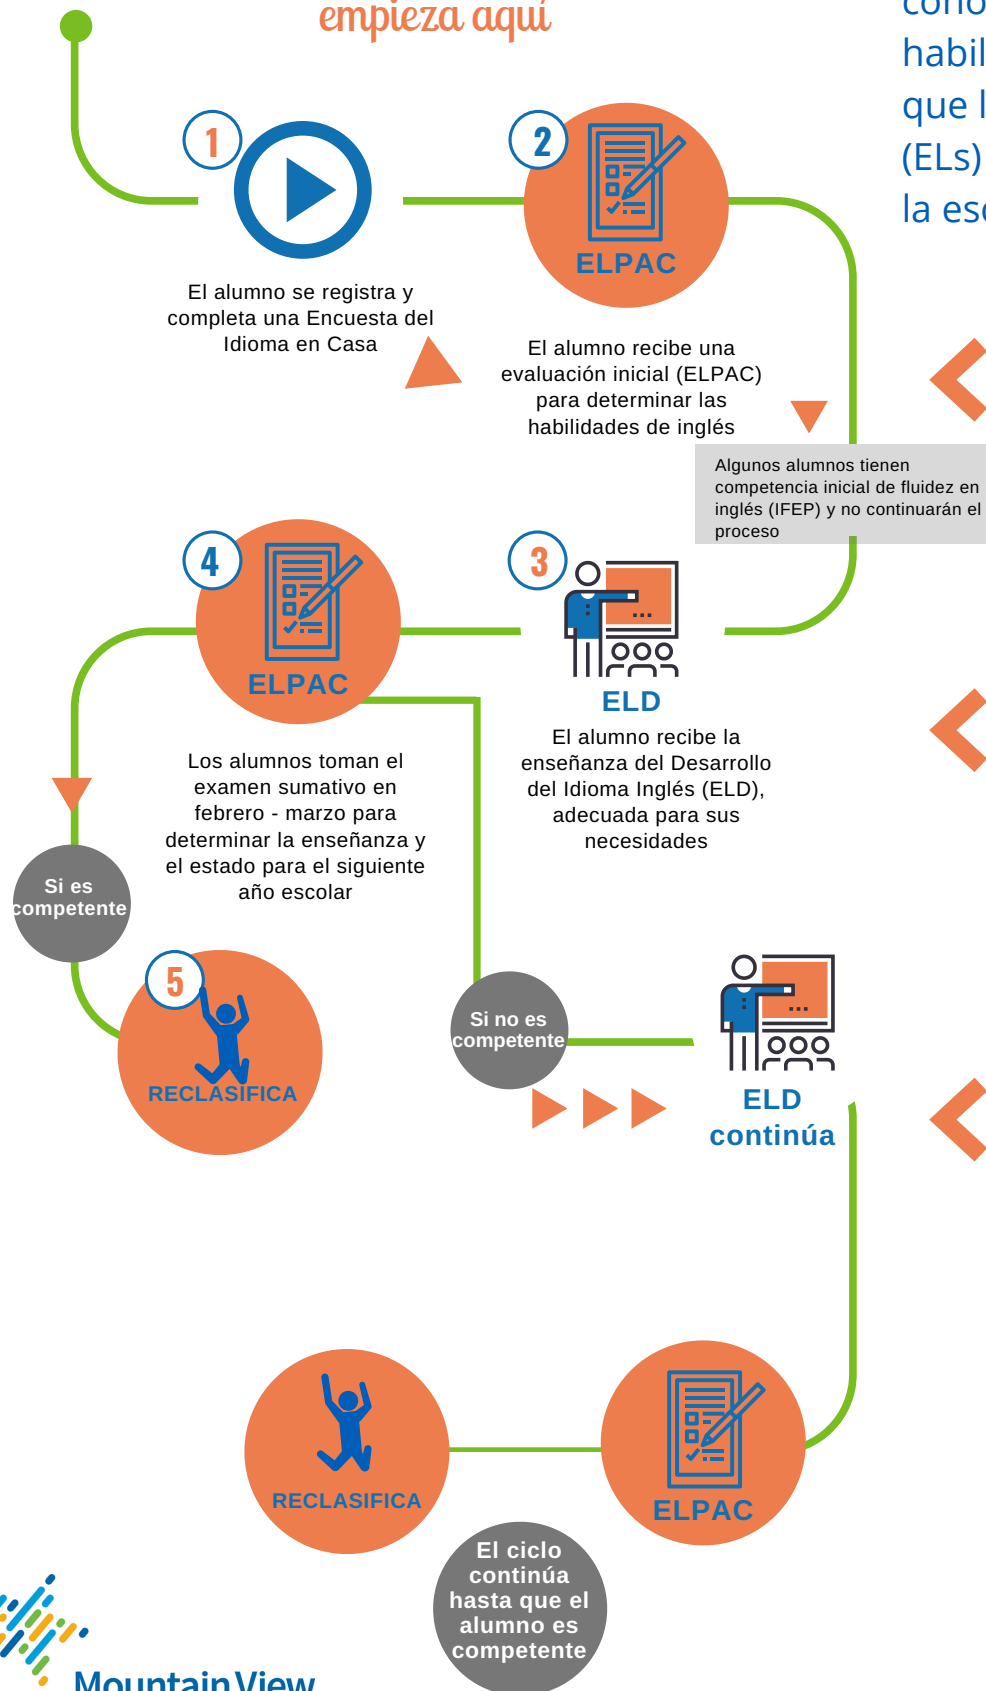 empieza aquí
habil
que l
(ELs)
la esc
1
2
ELPAC
El alumno se registra y
completa una Encuesta del
Idioma en Casa
El alumno recibe una
evaluación inicial (ELPAC)
para determinar las
habilidades de inglés
Algunos alumnos tienen
competencia inicial de fluidez en
inglés (IFEP) y no continuarán el
proceso
3
ELD
El alumno recibe la
enseñanza del Desarrollo
del Idioma Inglés (ELD),
adecuada para sus
necesidades
4
ELPAC
Los alumnos toman el
examen sumativo en
febrero - marzo para
determinar la enseñanza y
el estado para el siguiente
año escolar
Si es
competente
5
RECLASIFICA
Si no es
competente
ELD
continúa
ELPAC
RECLASIFICA
El ciclo
continúa
hasta que el
alumno es
competente
Mountain View